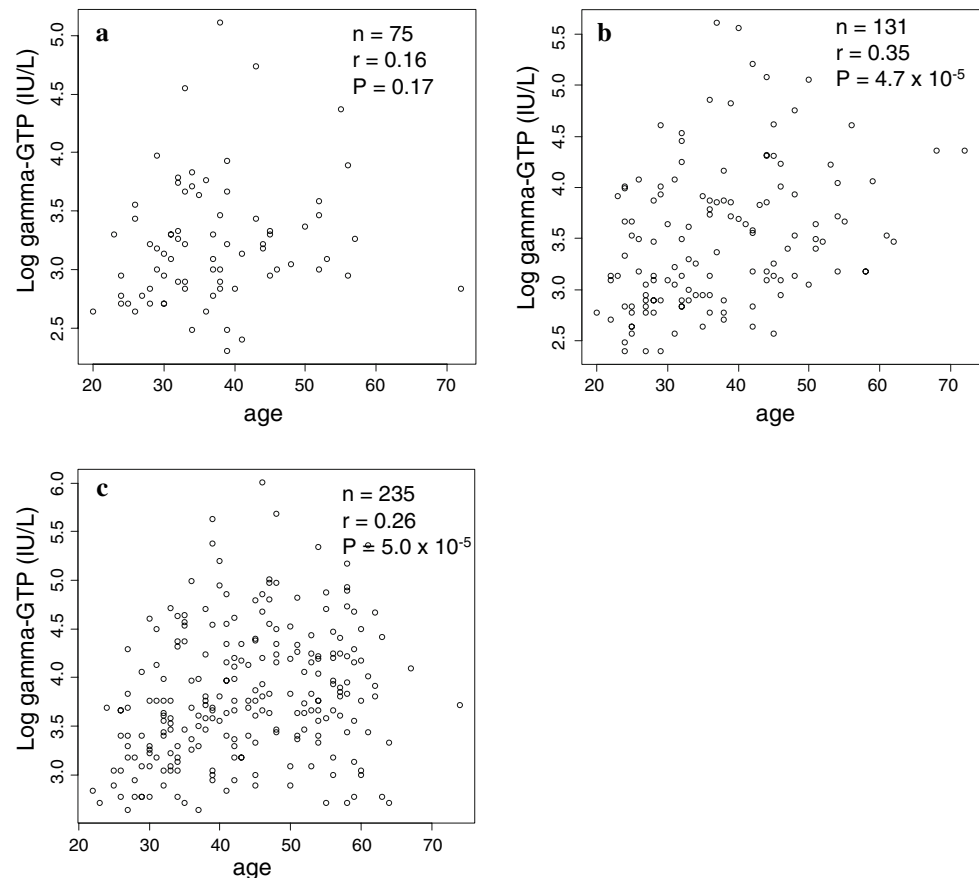 a
n = 75
r = 0.16
P = 0.17
Log gamma-GTP (IU/L)
5.0
4.5
4.0
3.5
3.0
2.5
20 30 40 50 60 70
age
b
n = 131
r = 0.35
P = 4.7 x 10-5
Log gamma-GTP (IU/L)
5.5
5.0
4.5
4.0
3.5
3.0
2.5
20 30 40 50 60 70
age
c
n = 235
r = 0.26
P = 5.0 x 10-5
Log gamma-GTP (IU/L)
6.0
5.5
5.0
4.5
4.0
3.5
3.0
20 30 40 50 60 70
age